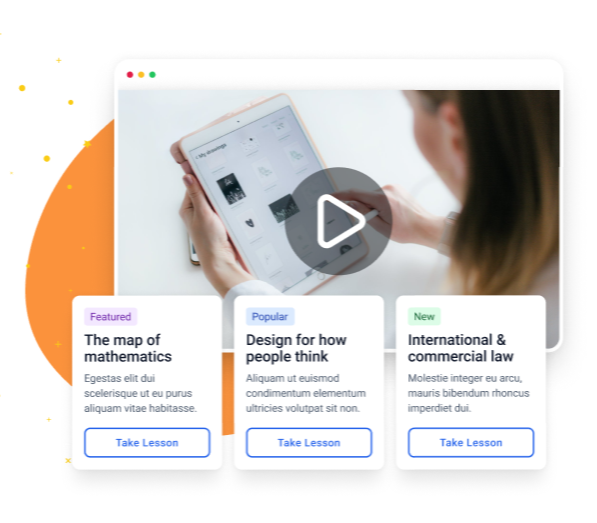 < My drawings
Featured
The map of
mathematics
Egestas elit dui
scelerisque ut eu purus
aliquam vitae habitasse.
Take Lesson
Popular
Design for how
people think
Aliquam ut euismod
condimentum elementum
ultricies volutpat sit non.
Take Lesson
New
International &
commercial law
Molestie integer eu arcu,
mauris bibendum rhoncus
imperdiet dui.
Take Lesson